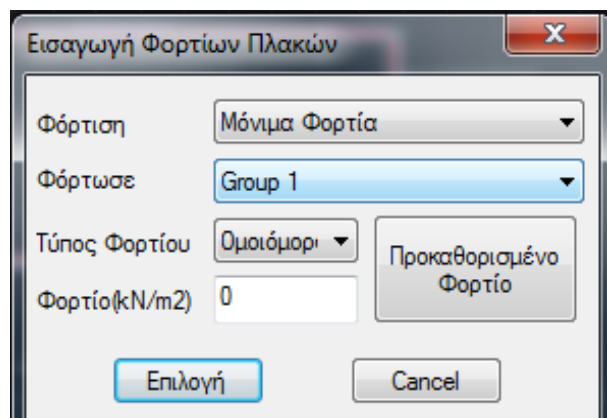 Εισαγωγή Φορτίων Πλακών
Φόρτιση Μόνιμα Φορτία
Φόρτωσε Group 1
Τύπος Φορτίου Ομοιόμορ
Φορτίο(kN/m2) 0
Προκαθορισμένο
Φορτίο
Επιλογή Cancel